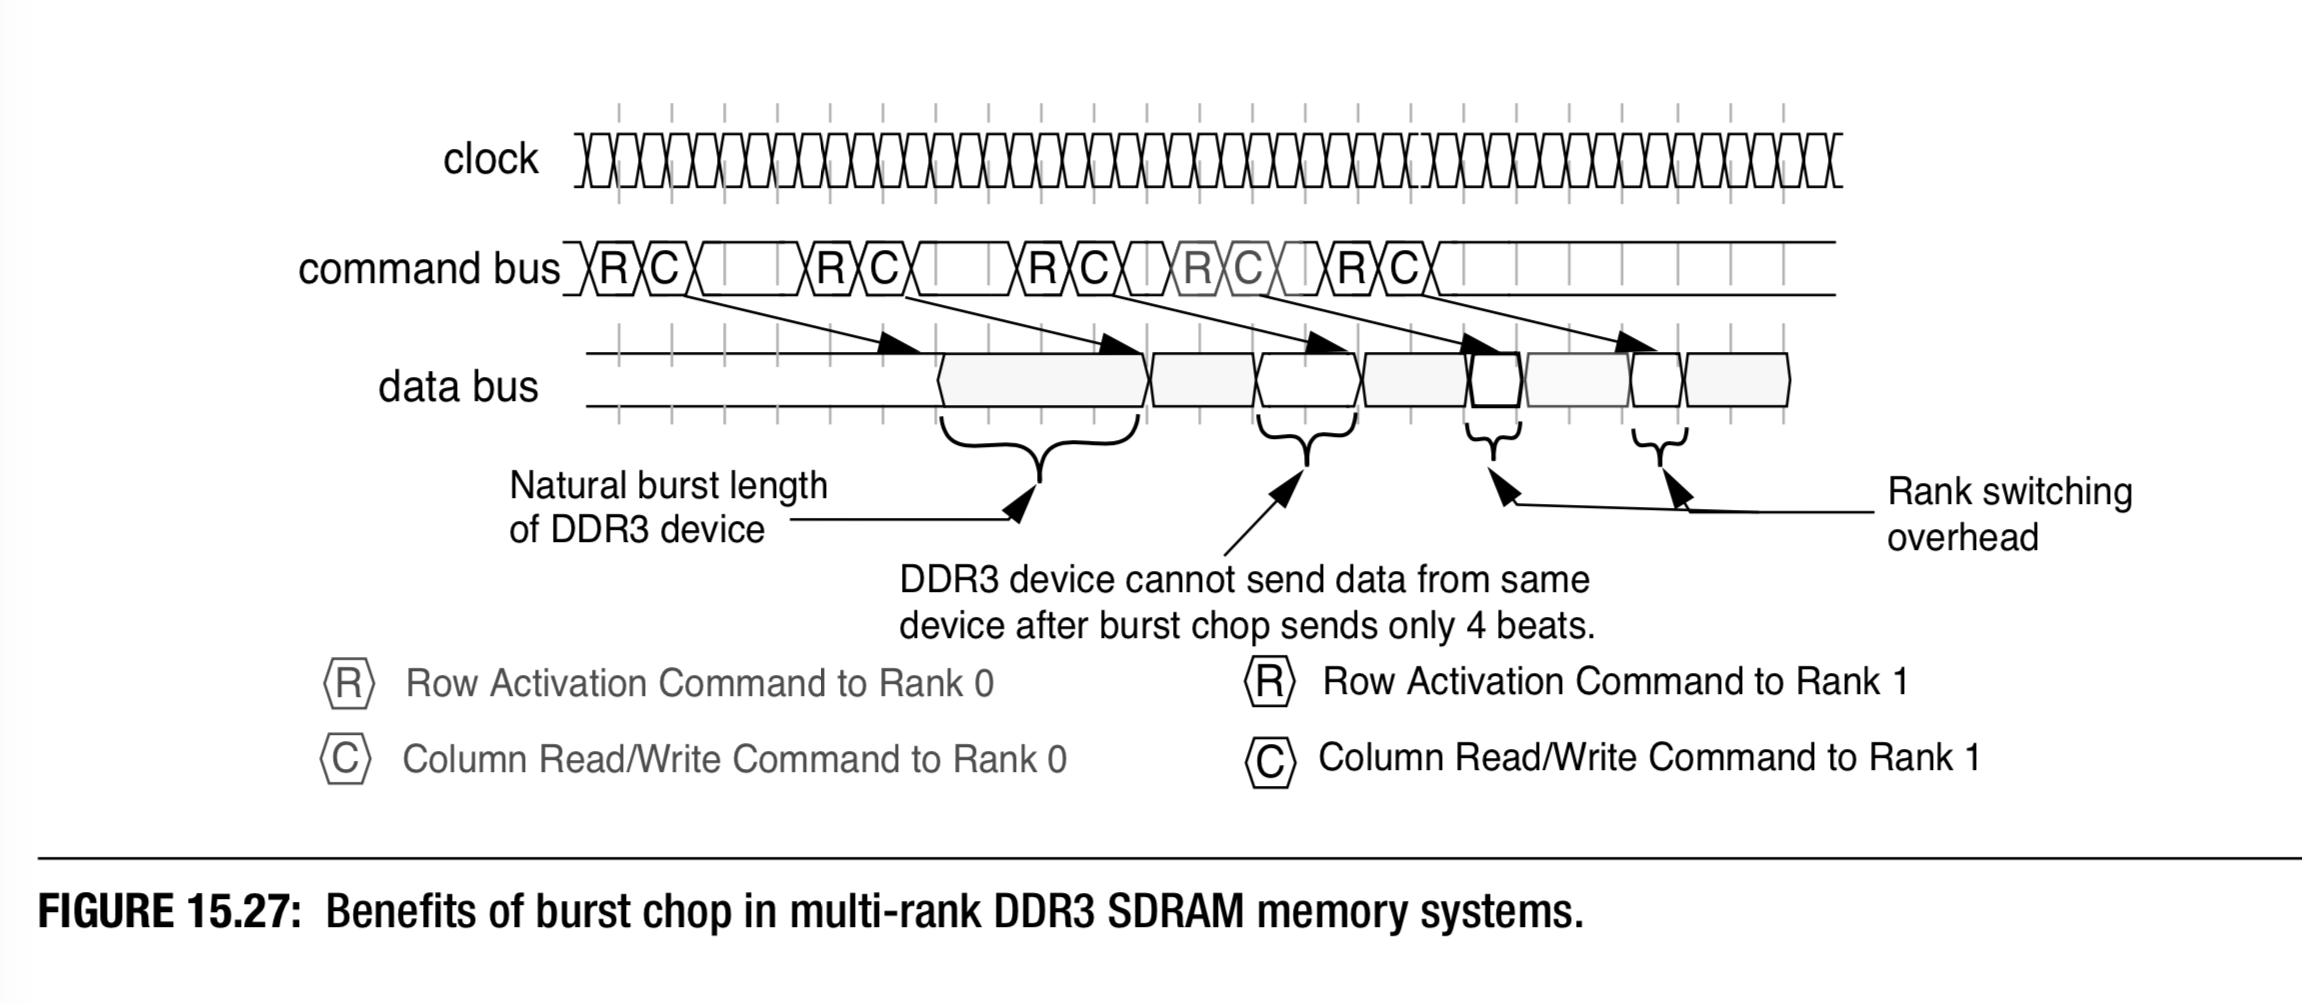 clock
command bus R C R C R C R C R C
data bus
Natural burst length
of DDR3 device
Rank switching
overhead
DDR3 device cannot send data from same
device after burst chop sends only 4 beats.
R Row Activation Command to Rank 0
R Row Activation Command to Rank 1
C Column Read/Write Command to Rank 0
C Column Read/Write Command to Rank 1
FIGURE 15.27: Benefits of burst chop in multi-rank DDR3 SDRAM memory systems.